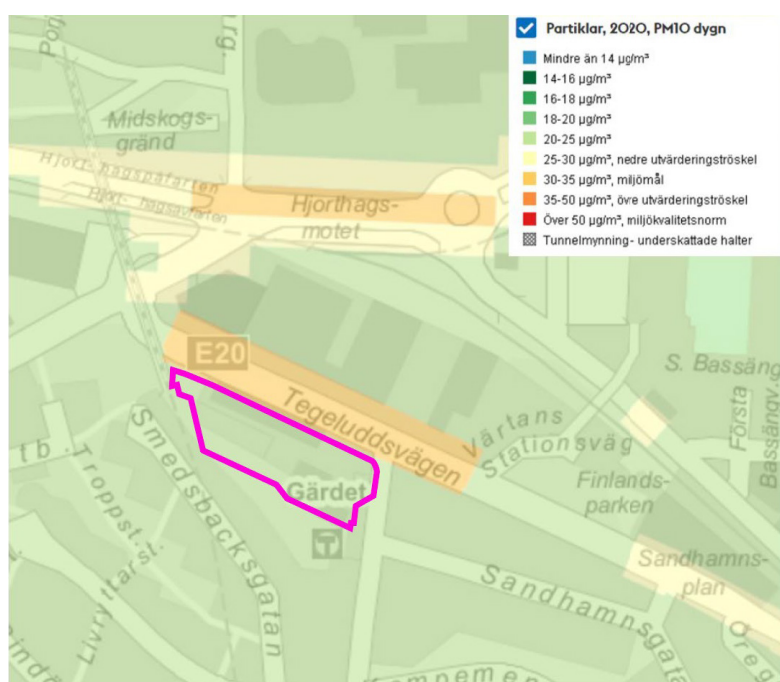 Partiklar, 2020, PM10 dygn
Mindre än 14 µg/m³
14-16 µg/m³
16-18 µg/m³
18-20 µg/m³
20-25 µg/m³
25-30 µg/m³, nedre utvärderingströskel
30-35 µg/m³, miljömål
35-50 µg/m³, övre utvärderingströskel
Över 50 µg/m³, miljökvalitetsnorm
Tunnelmynning- underskattade halter
Midskogs-
gränd
Hjort- hagsavfarten
Hjorthags-
motet
E20
Tegeluddsvägen
Värtans
Stationsväg
S. Bassäng
Första
Bassängv.
Finlands-
parken
Sandhamns-
plan
Gärdet
T
Smedsbacksgatan
Troppst.
Livryttarst.
Sandhamnsgatan
Öreg